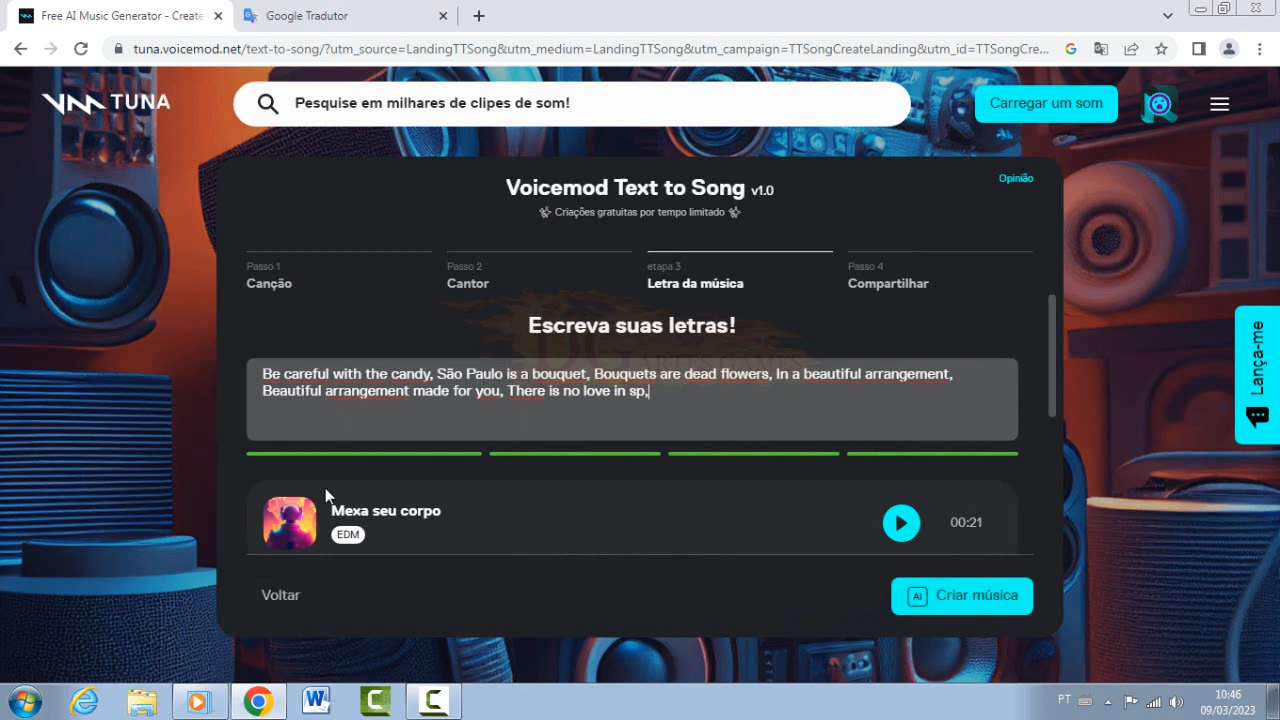 Free AI Music Generator - Create
Google Tradutor
tuna.voicemod.net/text-to-song/?utm_source=LandingTTSong&utm_medium=LandingTTSong&utm_campaign=TTSongCreateLanding&utm_id=TTSongCre...
TUNA
Pesquise em milhares de clipes de som!
Carregar um som
Voicemod Text to Song v1.0
Opinião
Criações gratuitas por tempo limitado
Passo 1
Canção
Passo 2
Cantor
etapa 3
Letra da música
Passo 4
Compartilhar
Escreva suas letras!
Be careful with the candy, São Paulo is a bouquet, Bouquets are dead flowers, In a beautiful arrangement,
Beautiful arrangement made for you, There is no love in sp,
Lança-me
Mexa seu corpo
EDM
00:21
Voltar
AI Criar música
PT
10:46
09/03/2023